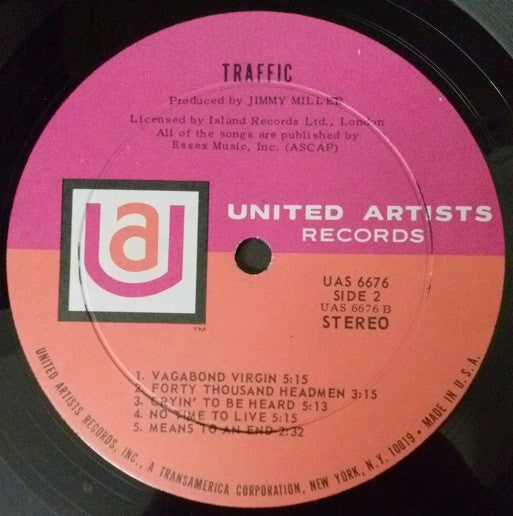 TRAFFIC
Produced by JIMMY MILLER
Licensed by Island Records Ltd., London
All of the songs are published by
Essex Music, Inc. (ASCAP)
ua
UNITED ARTISTS
RECORDS
UAS 6676
SIDE 2
UAS 6676 B
STEREO
TM
1. VAGABOND VIRGIN 5:15
2. FORTY THOUSAND HEADMEN 3:15
3. CRYIN' TO BE HEARD 5:13
4. NO TIME TO LIVE 5:15
5. MEANS TO AN END 2:32
UNITED ARTISTS RECORDS, INC., A TRANSAMERICA CORPORATION, NEW YORK, N.Y. 10019 • MADE IN U.S.A.